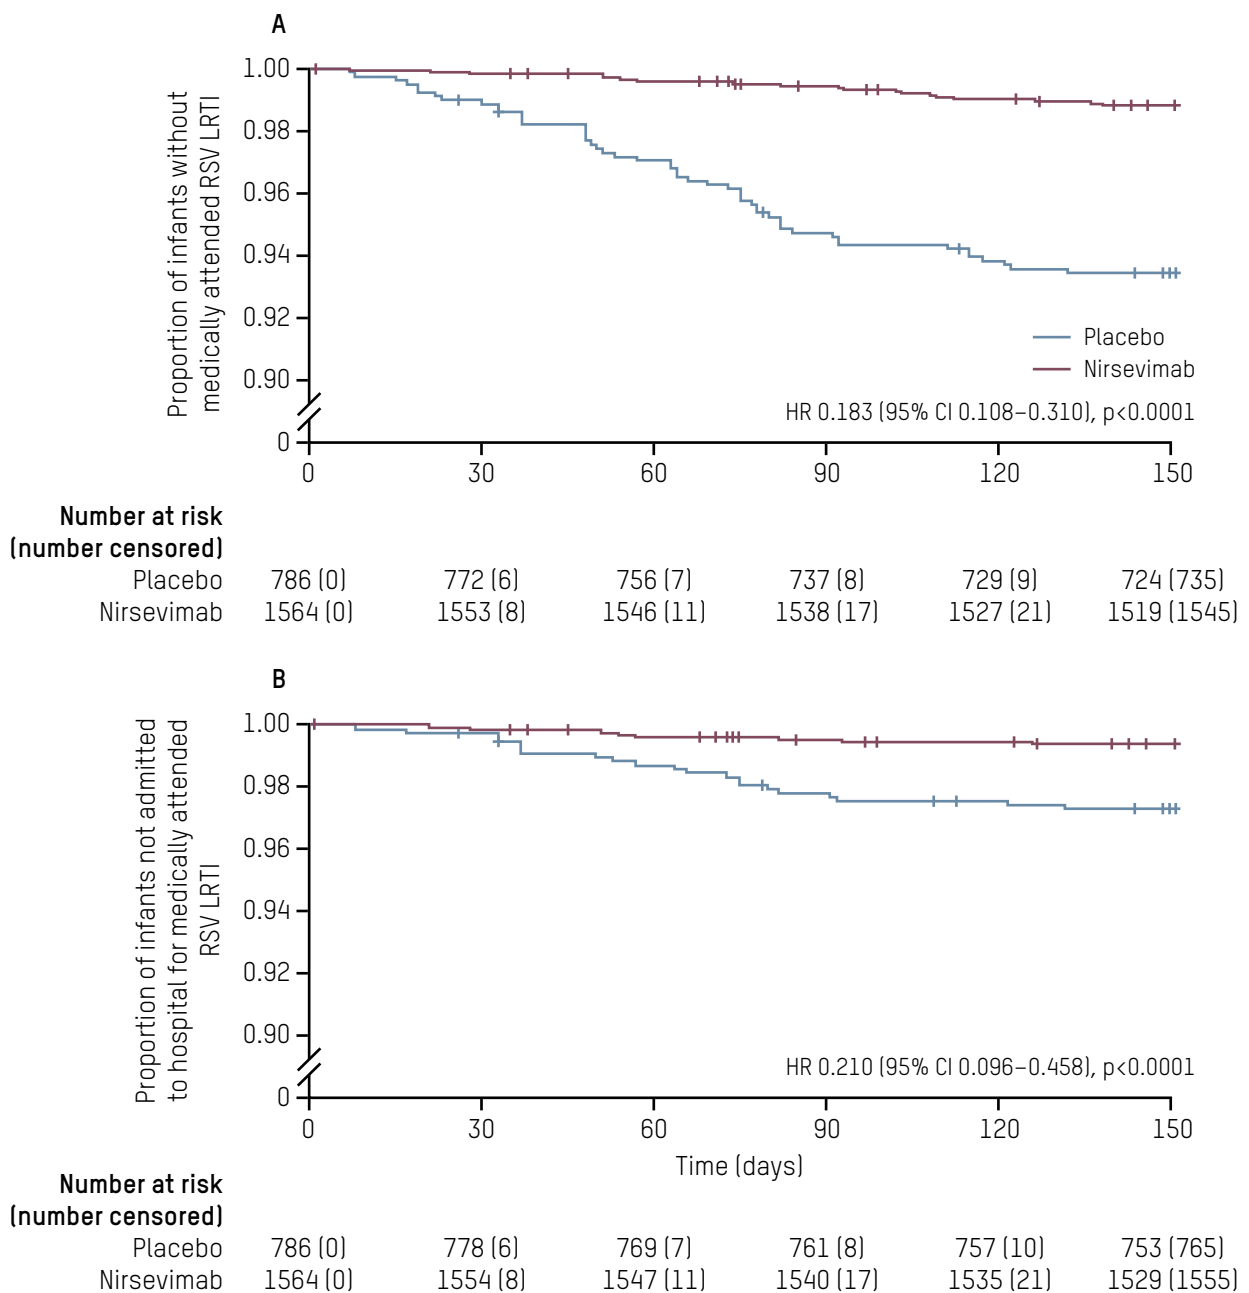 A
Proportion of infants without
medically attended RSV LRTI
1.00
0.98
0.96
0.94
0.92
0.90
0
Placebo
Nirsevimab
HR 0.183 (95% CI 0.108–0.310), p<0.0001
0 30 60 90 120 150
Number at risk
(number censored)
Placebo 786 (0) 772 (6) 756 (7) 737 (8) 729 (9) 724 (735)
Nirsevimab 1564 (0) 1553 (8) 1546 (11) 1538 (17) 1527 (21) 1519 (1545)
B
Proportion of infants not admitted
to hospital for medically attended
RSV LRTI
1.00
0.98
0.96
0.94
0.92
0.90
0
HR 0.210 (95% CI 0.096–0.458), p<0.0001
0 30 60 90 120 150
Time (days)
Number at risk
(number censored)
Placebo 786 (0) 778 (6) 769 (7) 761 (8) 757 (10) 753 (765)
Nirsevimab 1564 (0) 1554 (8) 1547 (11) 1540 (17) 1535 (21) 1529 (1555)